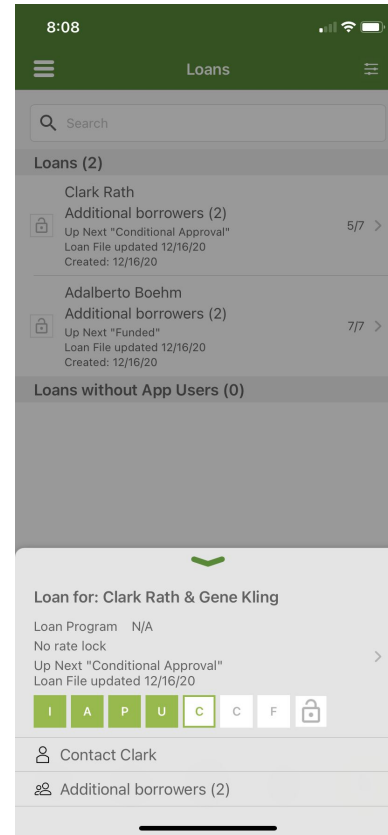 8:08
Loans
Search
Loans (2)
Clark Rath
Additional borrowers (2)
Up Next "Conditional Approval"
Loan File updated 12/16/20
Created: 12/16/20
5/7
Adalberto Boehm
Additional borrowers (2)
Up Next "Funded"
Loan File updated 12/16/20
Created: 12/16/20
7/7
Loans without App Users (0)
Loan for: Clark Rath & Gene Kling
Loan Program N/A
No rate lock
Up Next "Conditional Approval"
Loan File updated 12/16/20
I A P U C C F
Contact Clark
Additional borrowers (2)